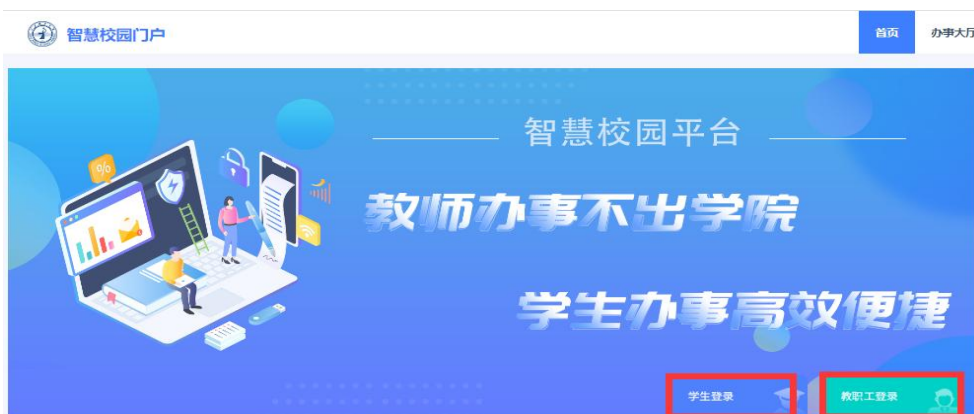 智慧校园门户
首页 办事大厅
智慧校园平台
教师办事不出学院
学生办事高效便捷
%
学生登录
教职工登录